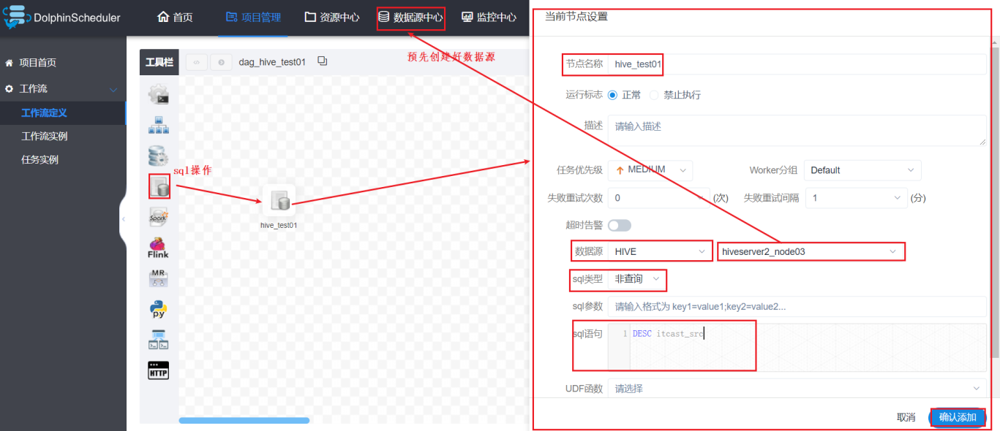 DolphinScheduler
首页
项目管理
资源中心
数据源中心
监控中心
预先创建好数据源
项目首页
工作流
工作流定义
工作流实例
任务实例
工具栏
dag_hive_test01
sql操作
Spark
Flink
MR
py
HTTP
hive_test01
当前节点设置
节点名称 hive_test01
运行标志 正常 禁止执行
描述 请输入描述
任务优先级 MEDIUM Worker分组 Default
失败重试次数 0 (次) 失败重试间隔 1 (分)
超时告警
数据源 HIVE hiveserver2_node03
sql类型 非查询
sql参数 请输入格式为 key1=value1;key2=value2...
sql语句 1 DESC itcast_src
UDF函数 请选择
取消 确认添加